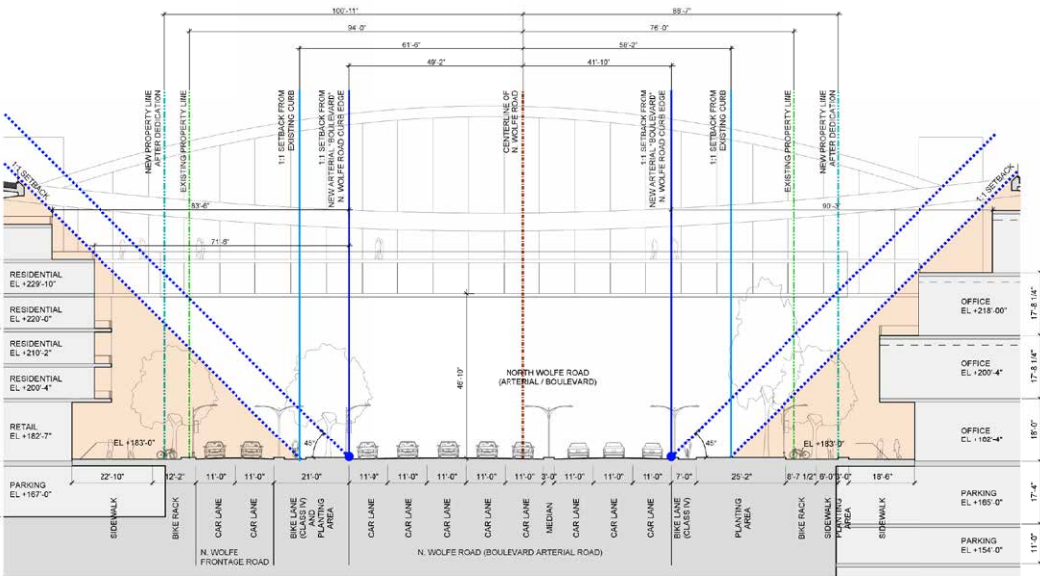 100'-11"
88'-7"
94'-0"
76'-0"
61'-6"
58'-2"
49'-2"
41'-10"
NEW PROPERTY LINE
AFTER DEDICATION
EXISTING PROPERTY LINE
1:1 SETBACK FROM
EXISTING CURB
1:1 SETBACK FROM
NEW ARTERIAL "BOULEVARD"
N. WOLFE ROAD CURB EDGE
CENTERLINE OF
N. WOLFE ROAD
1:1 SETBACK FROM
NEW ARTERIAL "BOULEVARD"
N. WOLFE ROAD CURB EDGE
1:1 SETBACK FROM
EXISTING CURB
EXISTING PROPERTY LINE
NEW PROPERTY LINE
AFTER DEDICATION
1:1 SETBACK
1:1 SETBACK
83'-6"
90'-3"
71'-6"
46'-10"
RESIDENTIAL
EL +229'-10"
RESIDENTIAL
EL +220'-0"
RESIDENTIAL
EL +210'-2"
RESIDENTIAL
EL +200'-4"
RETAIL
EL +182'-7"
PARKING
EL +167'-0"
EL +183'-0"
45°
NORTH WOLFE ROAD
(ARTERIAL / BOULEVARD)
45°
EL +183'-0"
OFFICE
EL +218'-00"
OFFICE
EL +200'-4"
OFFICE
EL +182'-4"
PARKING
EL +165'-0"
PARKING
EL +154'-0"
17'-8 1/4"
17'-8 1/4"
18'-0"
17'-4"
11'-0"
22'-10"
12'-2"
11'-0"
11'-0"
21'-0"
11'-0"
11'-0"
11'-0"
11'-0"
3'-0"
11'-0"
11'-0"
11'-0"
7'-0"
25'-2"
8'-7 1/2"
6'-0"
18'-6"
SIDEWALK
BIKE RACK
CAR LANE
CAR LANE
BIKE LANE
(CLASS IV)
AND
PLANTING
AREA
CAR LANE
CAR LANE
CAR LANE
CAR LANE
CAR LANE
MEDIAN
CAR LANE
CAR LANE
CAR LANE
BIKE LANE
(CLASS IV)
PLANTING
AREA
BIKE RACK
SIDEWALK
PLANTING
AREA
SIDEWALK
N. WOLFE
FRONTAGE ROAD
N. WOLFE ROAD (BOULEVARD ARTERIAL ROAD)